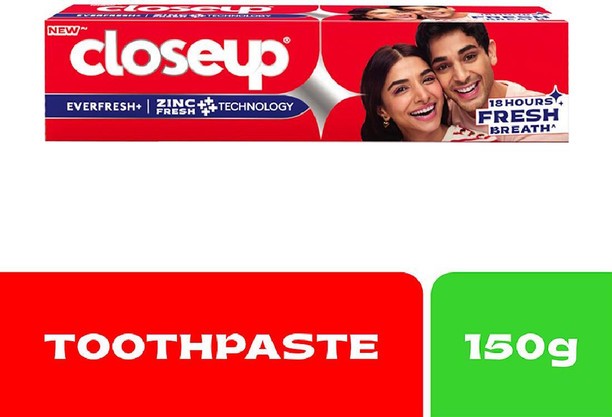 NEW~
closeup®
EVERFRESH+ | ZINC FRESH TECHNOLOGY
18 HOURS
FRESH
BREATH^
TOOTHPASTE
150g